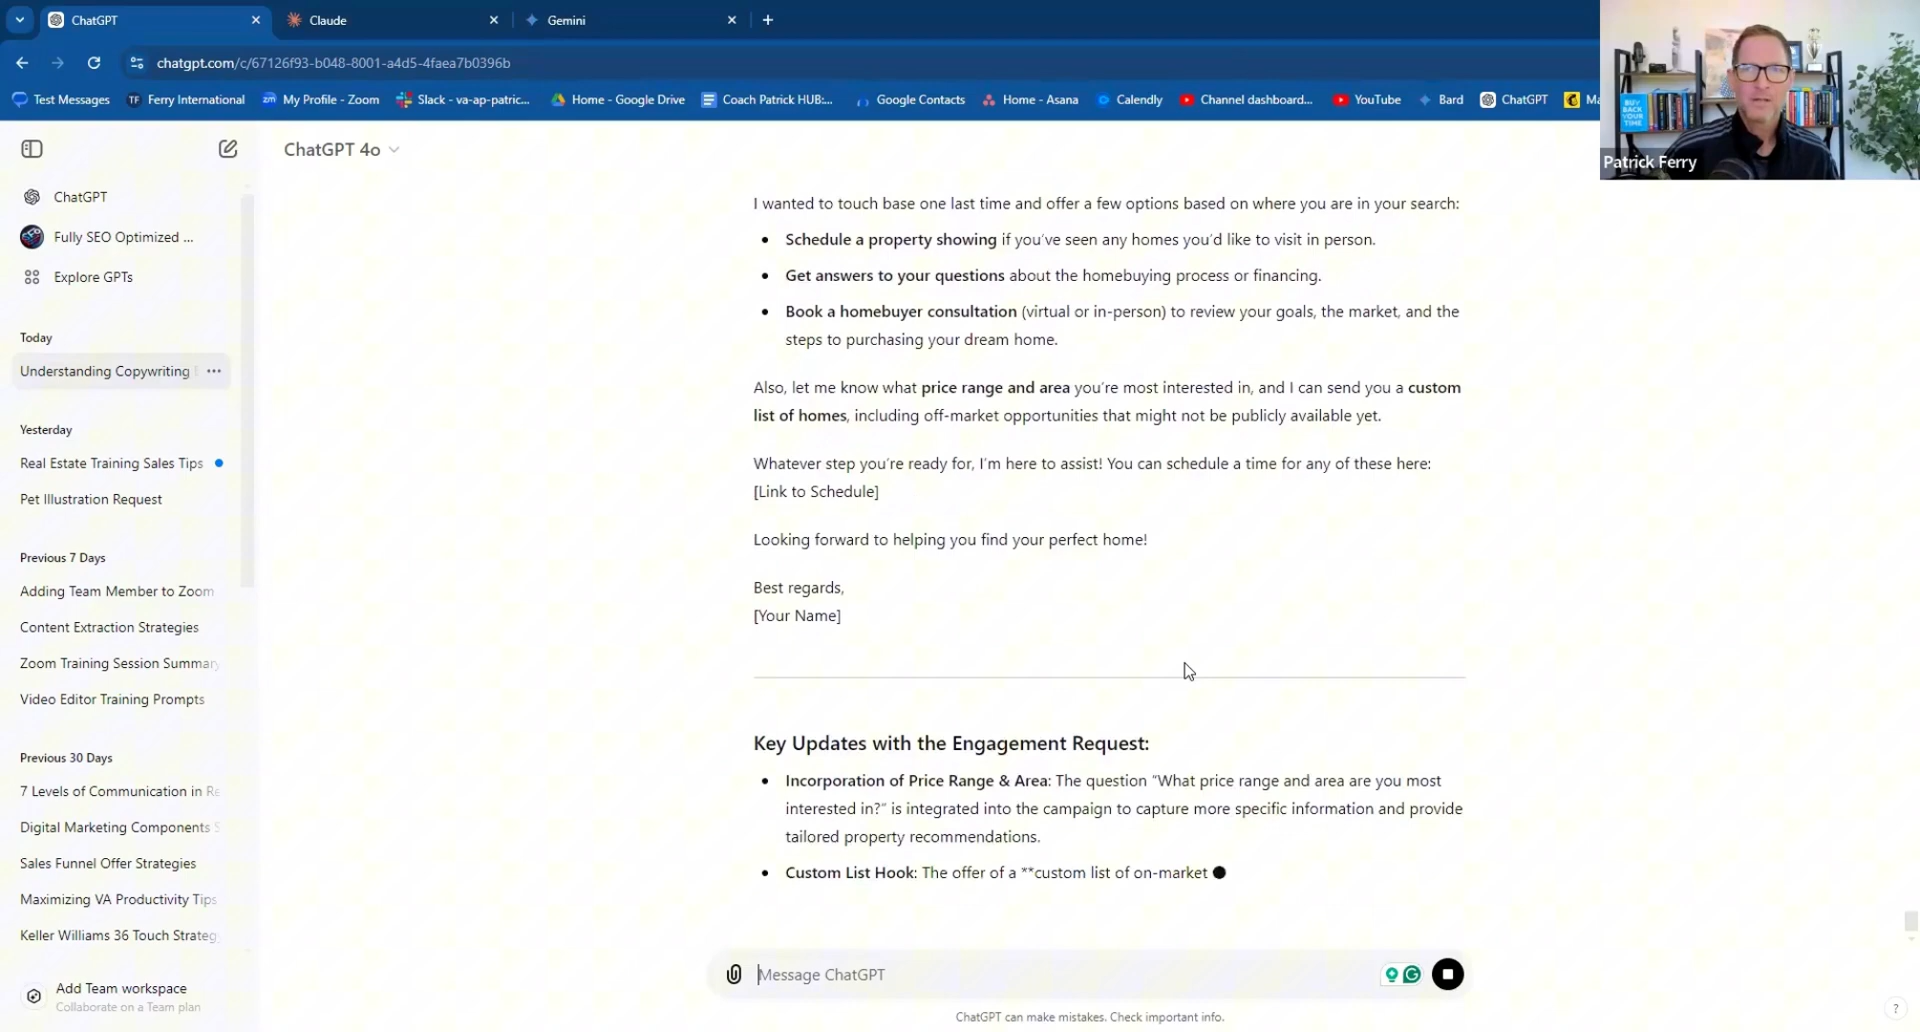 ChatGPT
Claude
Gemini
chatgpt.com/c/67126f93-b048-8001-a4d5-4faea7b0396b
Test Messages
Ferry International
My Profile - Zoom
Slack - va-ap-patric...
Home - Google Drive
Coach Patrick HUB:...
Google Contacts
Home - Asana
Calendly
Channel dashboard...
YouTube
Bard
ChatGPT
Ma
BUY BACK YOUR TIME
Patrick Ferry
ChatGPT 4o
ChatGPT
Fully SEO Optimized ...
Explore GPTs
Today
Understanding Copywriting
Yesterday
Real Estate Training Sales Tips
Pet Illustration Request
Previous 7 Days
Adding Team Member to Zoom
Content Extraction Strategies
Zoom Training Session Summary
Video Editor Training Prompts
Previous 30 Days
7 Levels of Communication in Re
Digital Marketing Components S
Sales Funnel Offer Strategies
Maximizing VA Productivity Tips
Keller Williams 36 Touch Strateg
Add Team workspace
Collaborate on a Team plan
I wanted to touch base one last time and offer a few options based on where you are in your search:
• Schedule a property showing if you've seen any homes you'd like to visit in person.
• Get answers to your questions about the homebuying process or financing.
• Book a homebuyer consultation (virtual or in-person) to review your goals, the market, and the
steps to purchasing your dream home.
Also, let me know what price range and area you're most interested in, and I can send you a custom
list of homes, including off-market opportunities that might not be publicly available yet.
Whatever step you're ready for, I'm here to assist! You can schedule a time for any of these here:
[Link to Schedule]
Looking forward to helping you find your perfect home!
Best regards,
[Your Name]
Key Updates with the Engagement Request:
• Incorporation of Price Range & Area: The question "What price range and area are you most
interested in?" is integrated into the campaign to capture more specific information and provide
tailored property recommendations.
• Custom List Hook: The offer of a **custom list of on-market
Message ChatGPT
ChatGPT can make mistakes. Check important info.
?